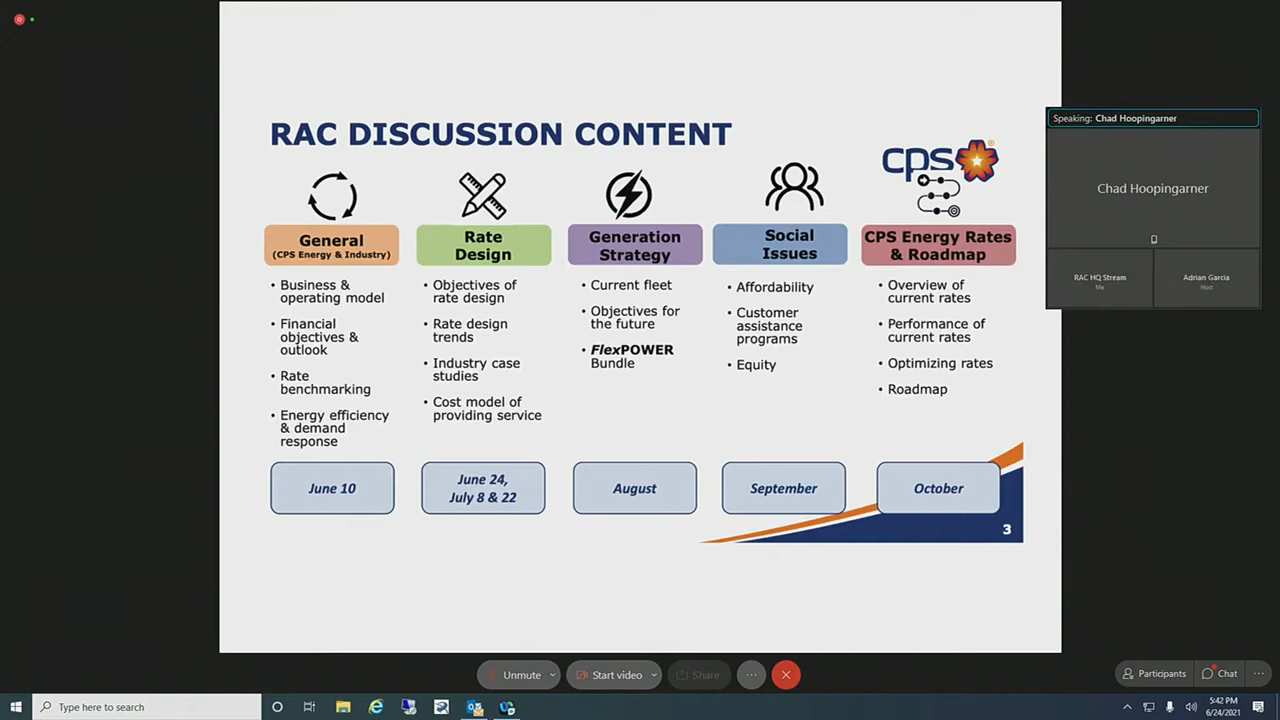 RAC DISCUSSION CONTENT
cps
General
(CPS Energy & Industry)
• Business &
operating model
• Financial
objectives &
outlook
• Rate
benchmarking
• Energy efficiency
& demand
response
June 10
Rate
Design
• Objectives of
rate design
• Rate design
trends
• Industry case
studies
• Cost model of
providing service
June 24,
July 8 & 22
Generation
Strategy
• Current fleet
• Objectives for
the future
• FlexPOWER
Bundle
August
Social
Issues
• Affordability
• Customer
assistance
programs
• Equity
September
CPS Energy Rates
& Roadmap
• Overview of
current rates
• Performance of
current rates
• Optimizing rates
• Roadmap
October
3
Speaking: Chad Hoopingarner
Chad Hoopingarner
RAC HQ Stream
Me
Adrian Garcia
Host
Unmute
Start video
Share
Participants
Chat
Type here to search
5:42 PM
6/24/2021